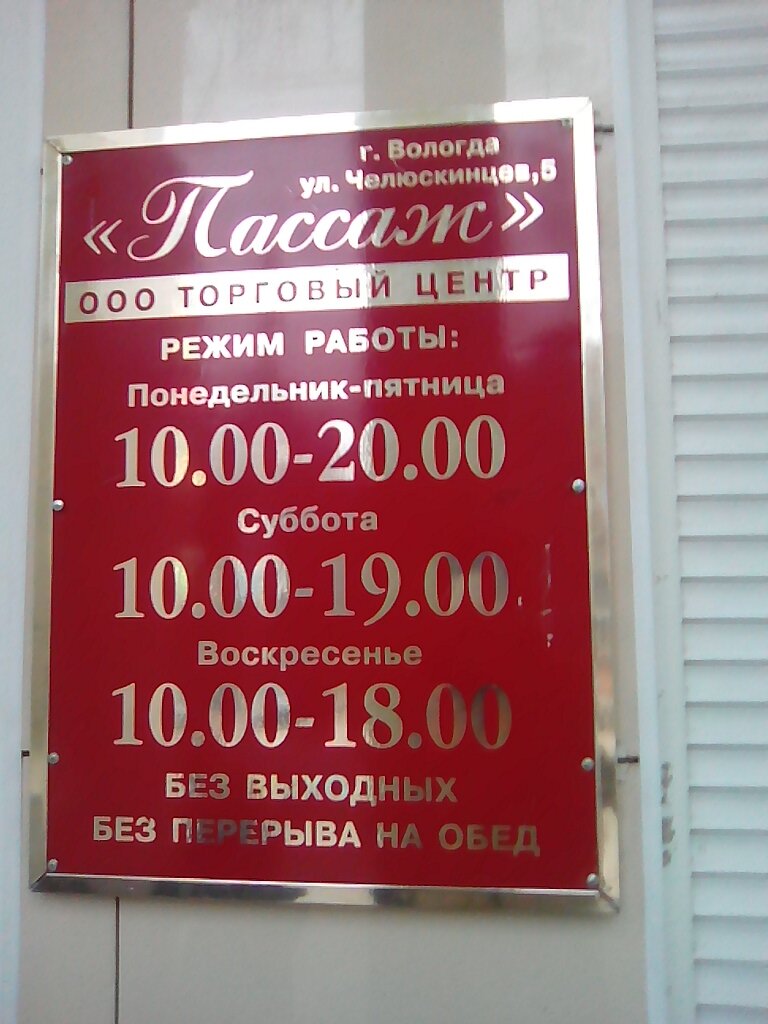 г. Вологда
ул. Челюскинцев,5
«Пассаж»
ООО ТОРГОВЫЙ ЦЕНТР
РЕЖИМ РАБОТЫ:
Понедельник-пятница
10.00-20.00
Суббота
10.00-19.00
Воскресенье
10.00-18.00
БЕЗ ВЫХОДНЫХ
БЕЗ ПЕРЕРЫВА НА ОБЕД